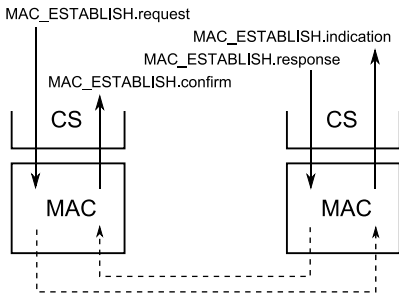 MAC_ESTABLISH.request
MAC_ESTABLISH.indication
MAC_ESTABLISH.response
MAC_ESTABLISH.confirm
CS
CS
MAC
MAC